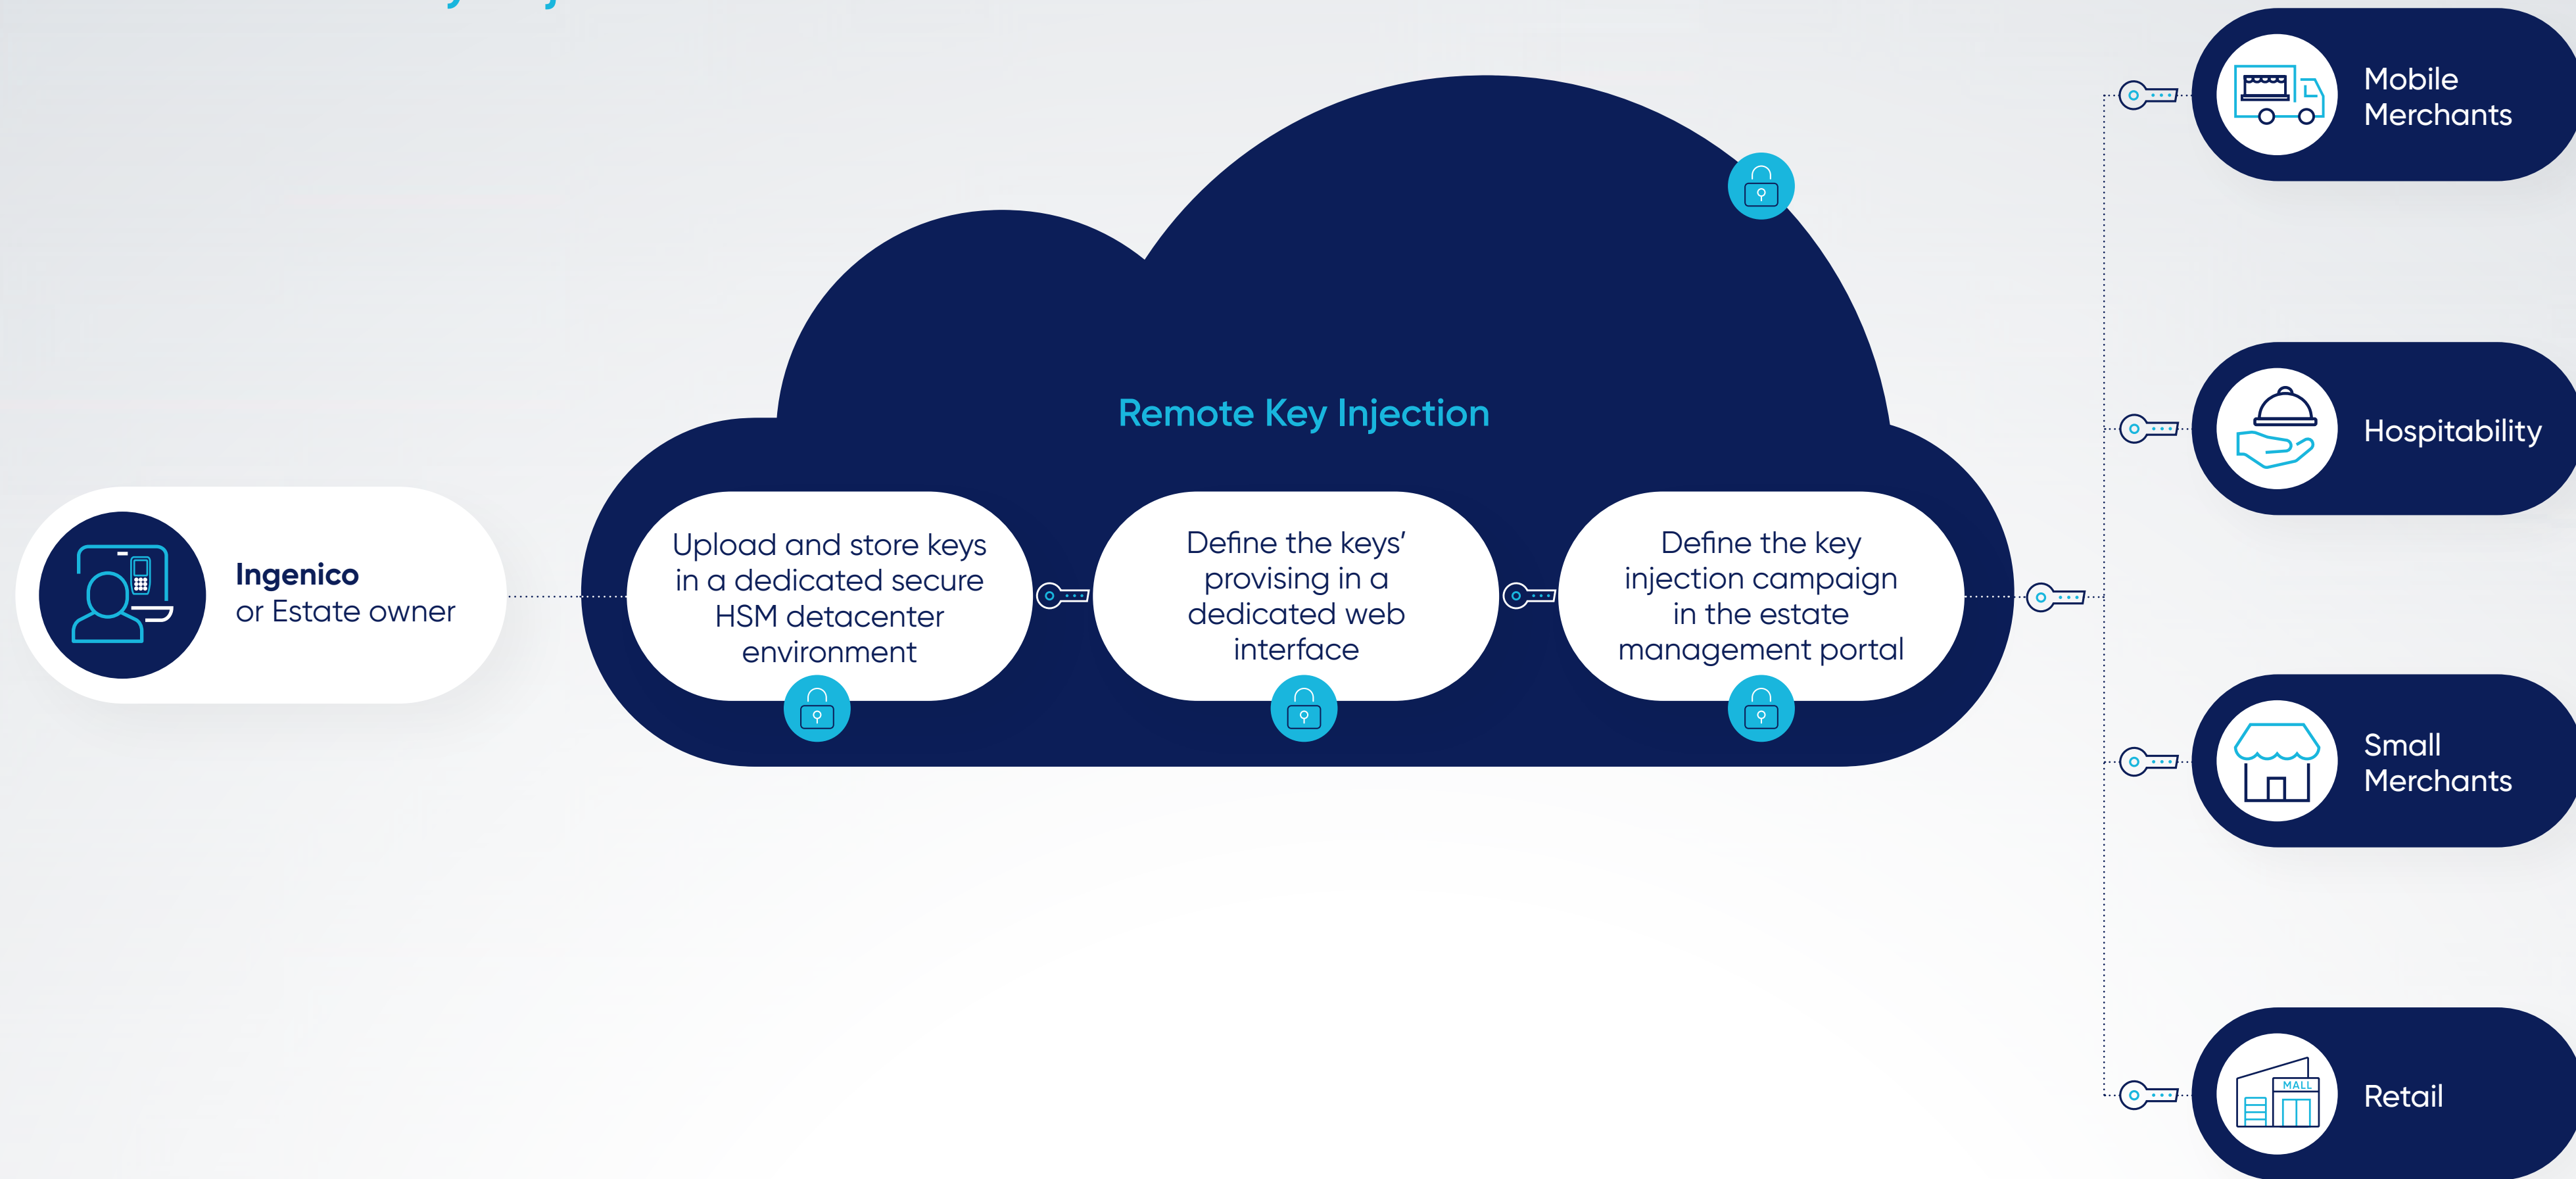 Remote Key Injection
Ingenico
or Estate owner
Upload and store keys
in a dedicated secure
HSM detacenter
environment
Define the keys’
provising in a
dedicated web
interface
Define the key
injection campaign
in the estate
management portal
Mobile
Merchants
Hospitability
Small
Merchants
MALL
Retail